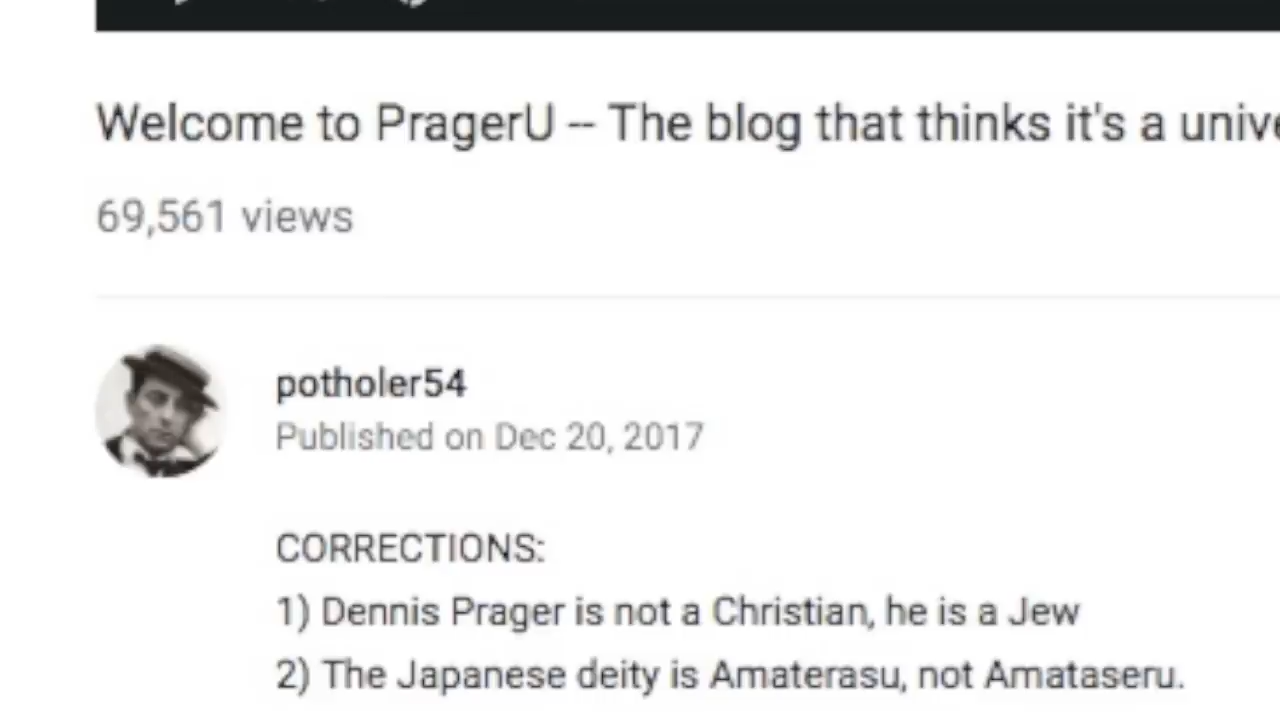 Welcome to PragerU -- The blog that thinks it's a
69,561 views
potholer54
Published on Dec 20, 2017
CORRECTIONS:
1) Dennis Prager is not a Christian, he is a Jew
2) The Japanese deity is Amaterasu, not Amataseru.